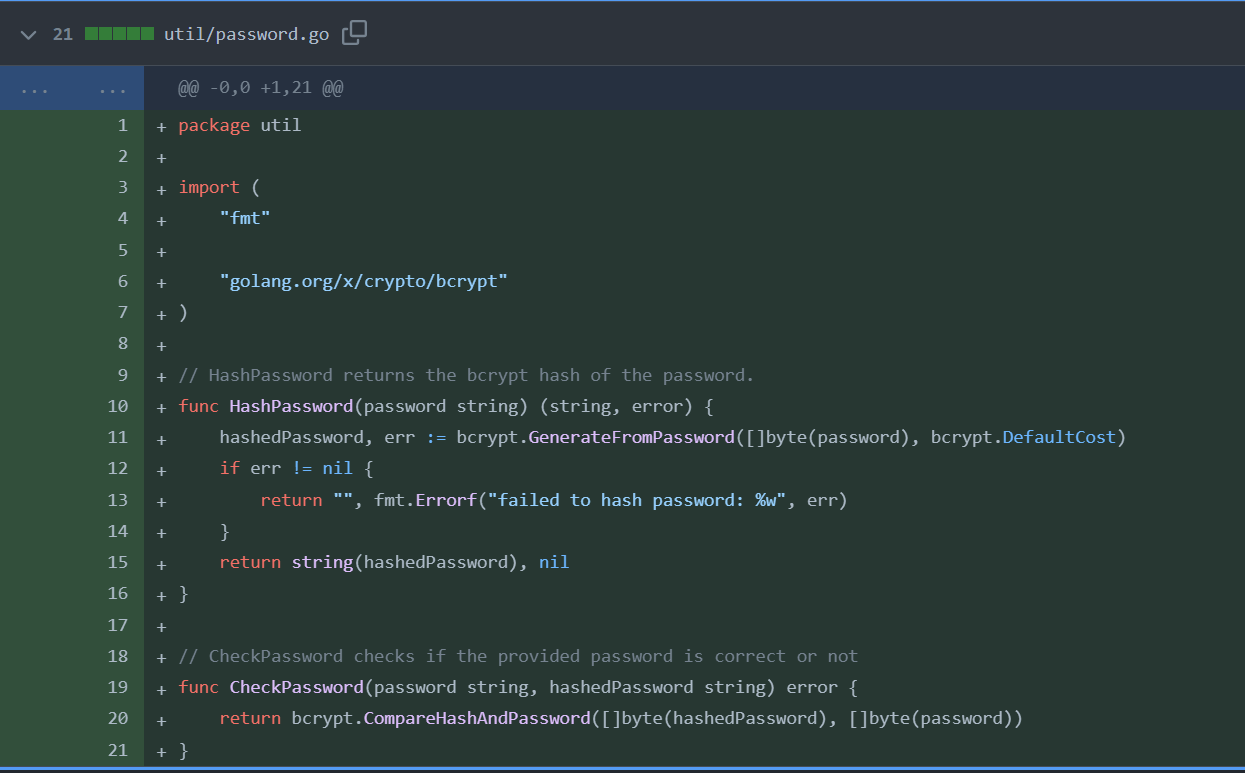 21 util/password.go
... ... @@ -0,0 +1,21 @@
1 + package util
2 +
3 + import (
4 + "fmt"
5 +
6 + "golang.org/x/crypto/bcrypt"
7 + )
8 +
9 + // HashPassword returns the bcrypt hash of the password.
10 + func HashPassword(password string) (string, error) {
11 + hashedPassword, err := bcrypt.GenerateFromPassword([]byte(password), bcrypt.DefaultCost)
12 + if err != nil {
13 + return "", fmt.Errorf("failed to hash password: %w", err)
14 + }
15 + return string(hashedPassword), nil
16 + }
17 +
18 + // CheckPassword checks if the provided password is correct or not
19 + func CheckPassword(password string, hashedPassword string) error {
20 + return bcrypt.CompareHashAndPassword([]byte(hashedPassword), []byte(password))
21 + }